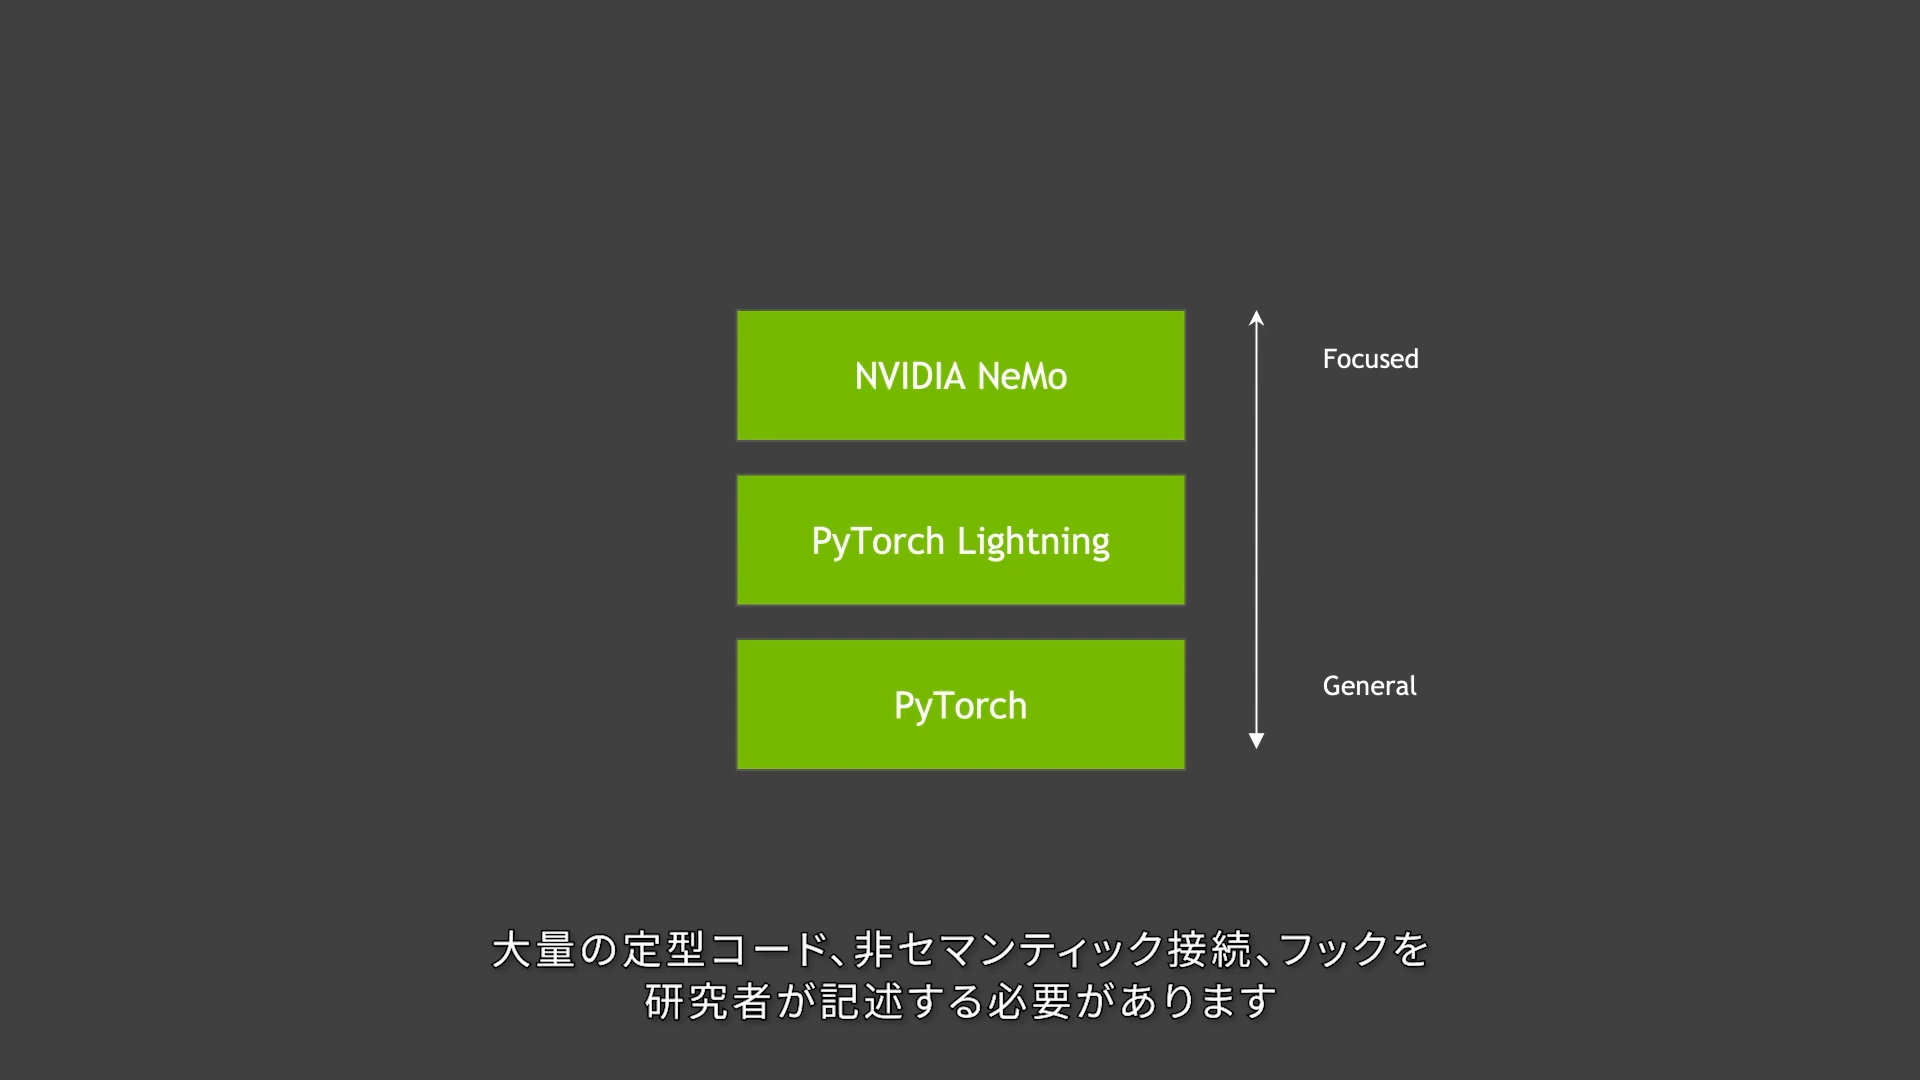 NVIDIA NeMo
Focused
PyTorch Lightning
PyTorch
General
大量の定型コード、非セマンティック接続、フックを
研究者が記述する必要があります